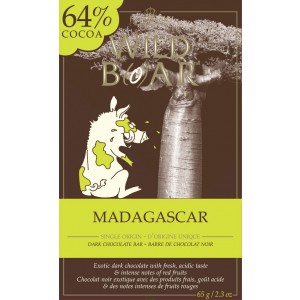 64%
COCOA
WILD
BOAR
MADAGASCAR
SINGLE ORIGIN – D'ORIGINE UNIQUE
DARK CHOCOLATE BAR – BARRE DE CHOCOLAT NOIR
Exotic dark chocolate with fresh, acidic taste
& intense notes of red fruits
Chocolat noir exotique avec des produits frais, goût acide
& des notes intenses de fruits rouges
65 g / 2.3 oz